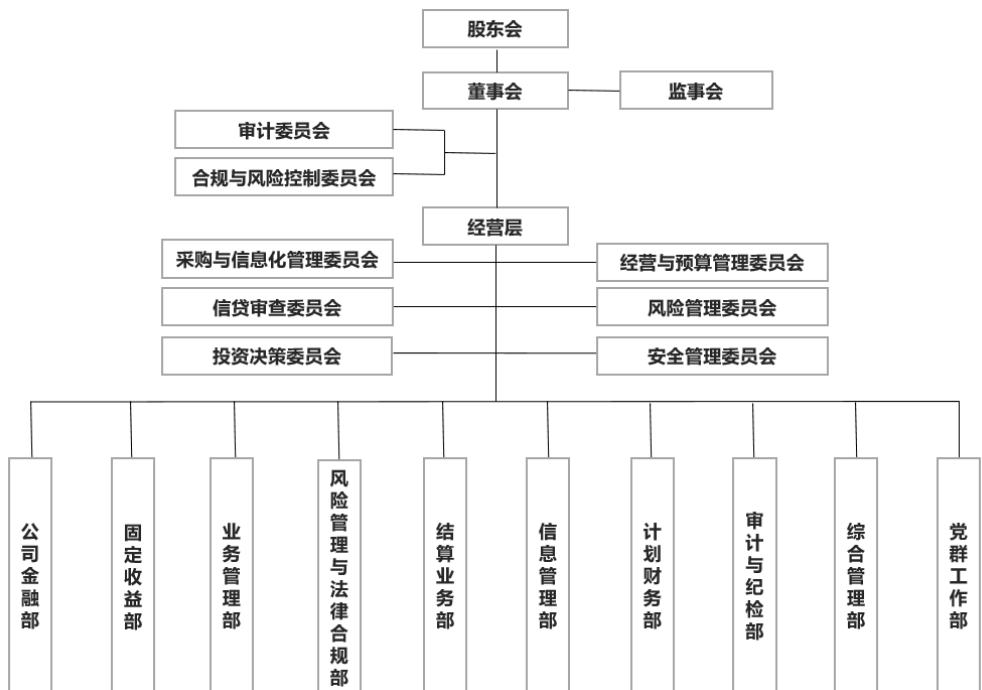 股东会
董事会
监事会
审计委员会
合规与风险控制委员会
经营层
采购与信息化管理委员会
经营与预算管理委员会
信贷审查委员会
风险管理委员会
投资决策委员会
安全管理委员会
公司金融部
固定收益部
业务管理部
风险管理与法律合规部
结算业务部
信息管理部
计划财务部
审计与纪检部
综合管理部
党群工作部